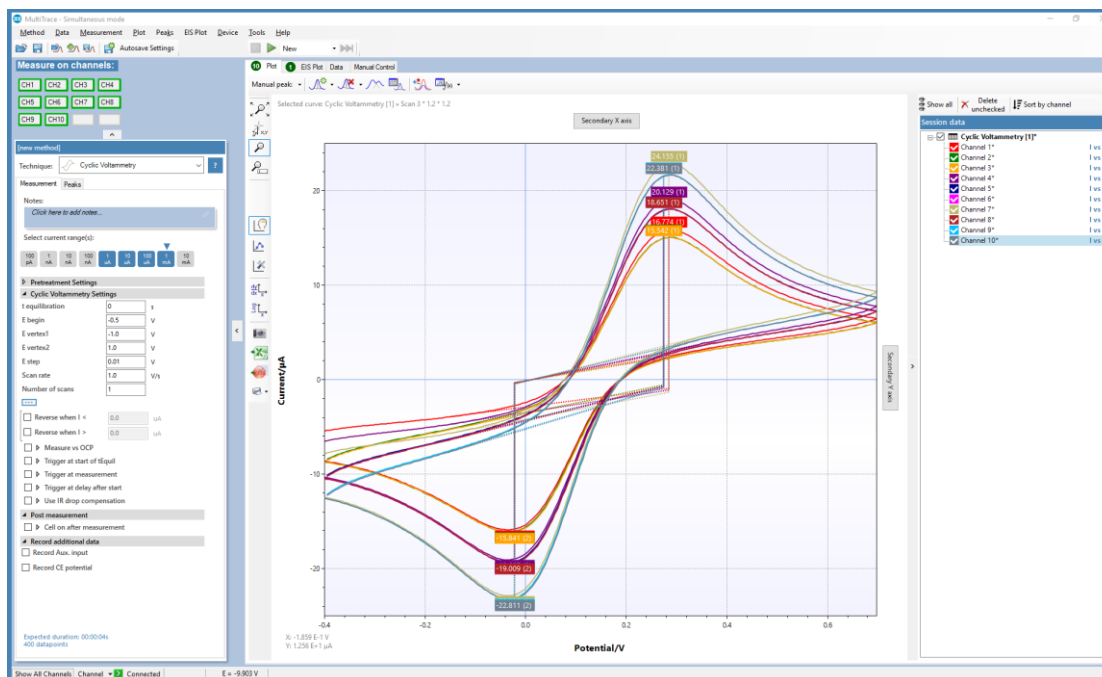 MultiTrace - Simultaneous mode
Method Data Measurement Plot Peaks EIS Plot Device Tools Help
Autosave Settings New
Measure on channels:
CH1 CH2 CH3 CH4
CH5 CH6 CH7 CH8
CH9 CH10
[new method]
Technique: Cyclic Voltammetry ?
Measurement Peaks
Notes:
Click here to add notes...
Select current range(s):
100 pA 1 nA 10 nA 100 nA 1 uA 10 uA 100 uA 1 mA 10 mA
Pretreatment Settings
Cyclic Voltammetry Settings
t equilibration 0 s
E begin -0.5 V
E vertex1 -1.0 V
E vertex2 1.0 V
E step 0.01 V
Scan rate 1.0 V/s
Number of scans 1
Reverse when I < 0.0 uA
Reverse when I > 0.0 uA
Measure vs OCP
Trigger at start of tEquil
Trigger at measurement
Trigger at delay after start
Use IR drop compensation
Post measurement
Cell on after measurement
Record additional data
Record Aux. input
Record CE potential
Expected duration: 00:00:04s
400 datapoints
10 Plot 1 EIS Plot Data Manual Control
Manual peak:
Selected curve: Cyclic Voltammetry [1] » Scan 3 * 1.2 * 1.2
Secondary X axis
24.155 (1)
22.381 (1)
20.129 (1)
18.651 (1)
16.774 (1)
15.542 (1)
-15.841 (2)
-19.009 (2)
-22.811 (2)
20
10
0
-10
-20
Current/µA
-0.4 -0.2 0.0 0.2 0.4 0.6
Potential/V
X: -1.859 E-1 V
Y: 1.256 E+1 µA
Secondary Y axis
Show all Delete unchecked Sort by channel
Session data
Cyclic Voltammetry [1]*
Channel 1* I vs
Channel 2* I vs
Channel 3* I vs
Channel 4* I vs
Channel 5* I vs
Channel 6* I vs
Channel 7* I vs
Channel 8* I vs
Channel 9* I vs
Channel 10* I vs
Show All Channels Channel Connected E = -9.903 V